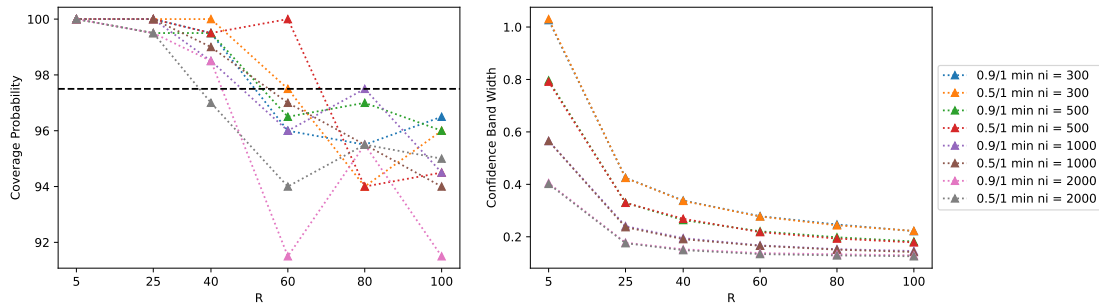 100
98
96
94
92
Coverage Probability
5
25
40
60
80
100
R
1.0
0.8
0.6
0.4
0.2
Confidence Band Width
5
25
40
60
80
100
R
0.9/1 min ni = 300
0.5/1 min ni = 300
0.9/1 min ni = 500
0.5/1 min ni = 500
0.9/1 min ni = 1000
0.5/1 min ni = 1000
0.9/1 min ni = 2000
0.5/1 min ni = 2000